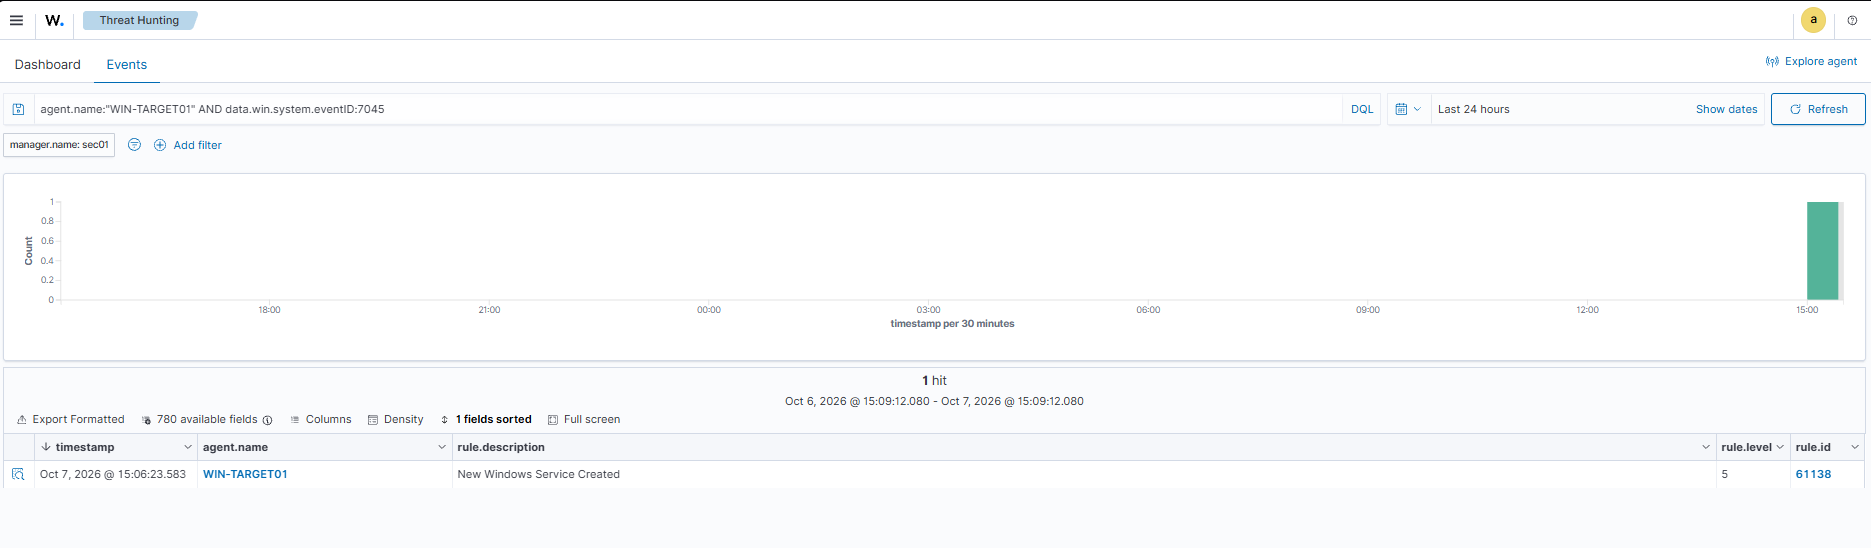 W. Threat Hunting a
Dashboard Events Explore agent
agent.name:"WIN-TARGET01" AND data.win.system.eventID:7045 DQL Last 24 hours Show dates Refresh
manager.name: sec01 Add filter
1
0.8
0.6
0.4
0.2
0
Count
18:00 21:00 00:00 03:00 06:00 09:00 12:00 15:00
timestamp per 30 minutes
1 hit
Oct 6, 2026 @ 15:09:12.080 - Oct 7, 2026 @ 15:09:12.080
Export Formatted 780 available fields Columns Density 1 fields sorted Full screen
timestamp agent.name rule.description rule.level rule.id
Oct 7, 2026 @ 15:06:23.583 WIN-TARGET01 New Windows Service Created 5 61138